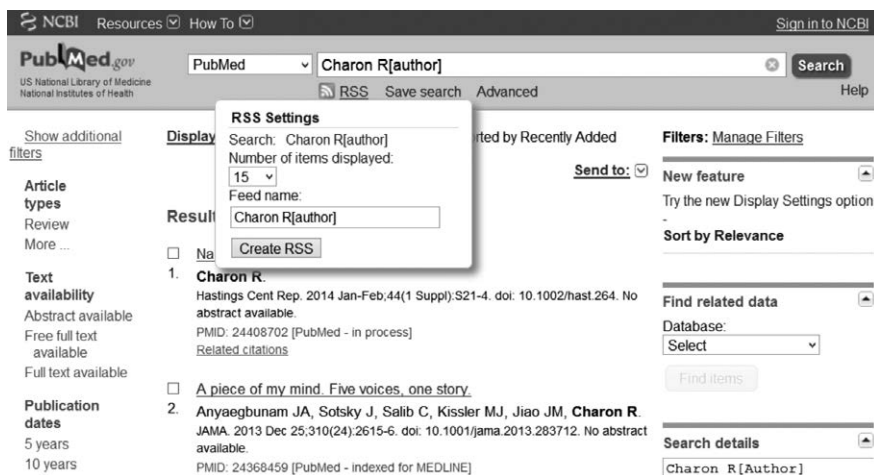 NCBI Resources How To Sign in to NCBI
PubMed.gov
US National Library of Medicine
National Institutes of Health
PubMed Charon R[author] Search
RSS Save search Advanced Help
RSS Settings
Search: Charon R[author]
Number of items displayed:
15
Feed name:
Charon R[author]
Create RSS
Show additional
filters
Article
types
Review
More ...
Text
availability
Abstract available
Free full text
available
Full text available
Publication
dates
5 years
10 years
Display rted by Recently Added
Send to:
Result
Na
1. Charon R.
Hastings Cent Rep. 2014 Jan-Feb;44(1 Suppl):S21-4. doi: 10.1002/hast.264. No
abstract available.
PMID: 24408702 [PubMed - in process]
Related citations
A piece of my mind. Five voices, one story.
2. Anyaegbunam JA, Sotsky J, Salib C, Kissler MJ, Jiao JM, Charon R.
JAMA. 2013 Dec 25;310(24):2615-6. doi: 10.1001/jama.2013.283712. No abstract
available.
PMID: 24368459 [PubMed - indexed for MEDLINE]
Filters: Manage Filters
New feature
Try the new Display Settings option
-
Sort by Relevance
Find related data
Database:
Select
Find items
Search details
Charon R[Author]